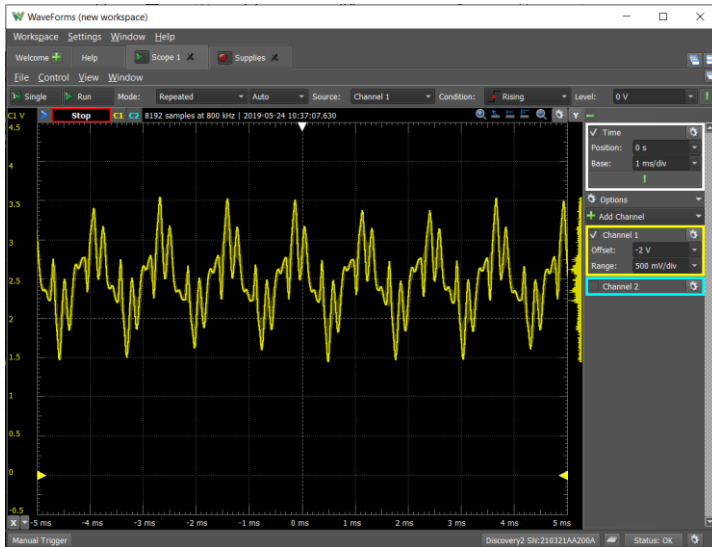 WaveForms (new workspace)
Workspace Settings Window Help
Welcome Help Scope 1 Supplies
File Control View Window
Single Run Mode: Repeated Auto Source: Channel 1 Condition: Rising Level: 0 V
C1 V Stop C1 C2 8192 samples at 800 kHz | 2019-05-24 10:37:07.630 Y
4.5
4
3.5
3
2.5
2
1.5
1
0.5
0
-0.5
X -5 ms -4 ms -3 ms -2 ms -1 ms 0 ms 1 ms 2 ms 3 ms 4 ms 5 ms
Time
Position: 0 s
Base: 1 ms/div
Options
Add Channel
Channel 1
Offset: -2 V
Range: 500 mV/div
Channel 2
Manual Trigger Discovery2 SN:210321AA200A Status: OK